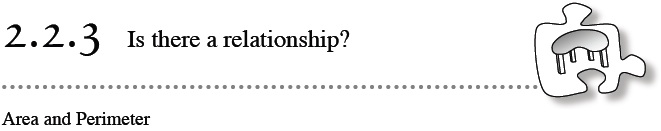 2.2.3 Is there a relationship?
Area and Perimeter